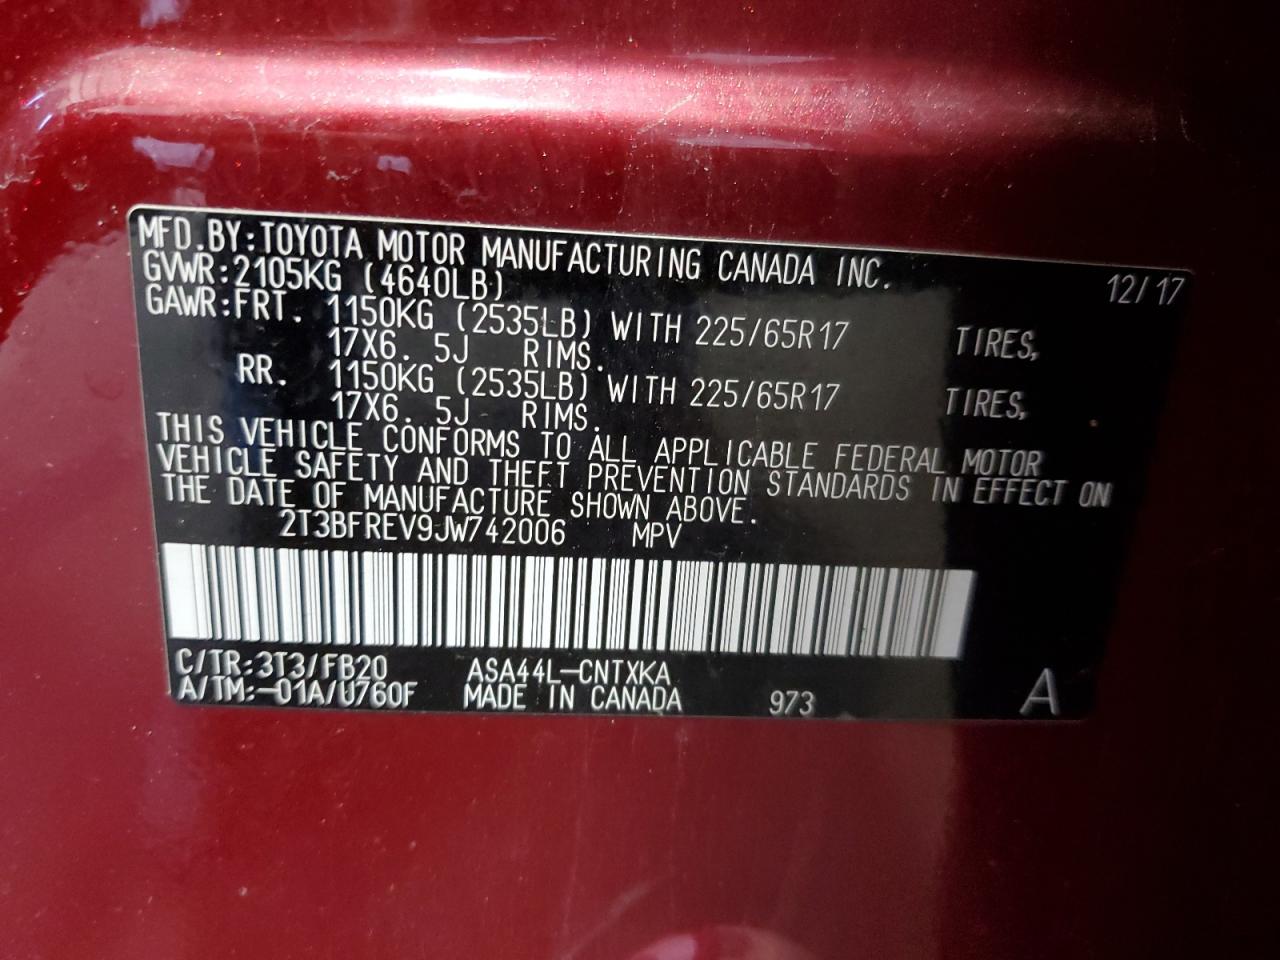 MFD.BY:TOYOTA MOTOR MANUFACTURING CANADA INC. 12/17
GVWR:2105KG (4640LB)
GAWR:FRT. 1150KG (2535LB) WITH 225/65R17 TIRES,
17X6. 5J RIMS.
RR. 1150KG (2535LB) WITH 225/65R17 TIRES,
17X6. 5J RIMS.
THIS VEHICLE CONFORMS TO ALL APPLICABLE FEDERAL MOTOR
VEHICLE SAFETY AND THEFT PREVENTION STANDARDS IN EFFECT ON
THE DATE OF MANUFACTURE SHOWN ABOVE.
2T3BFREV9JW742006 MPV
C/TR:3T3/FB20 ASA44L-CNTXKA
A/TM:-01A/U760F MADE IN CANADA 973 A